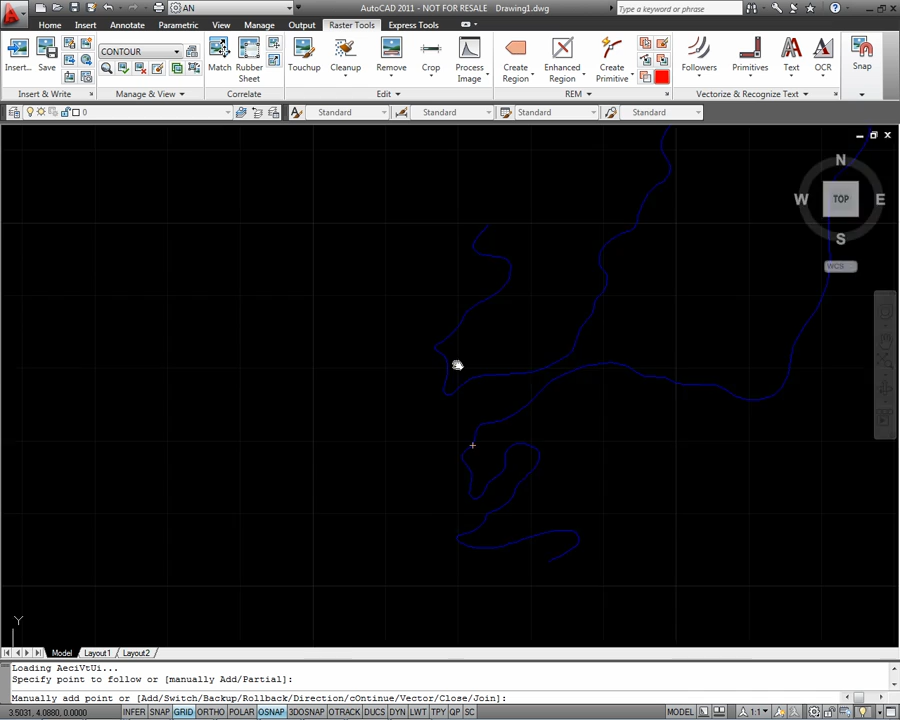 AN
AutoCAD 2011 - NOT FOR RESALE Drawing1.dwg
Type a keyword or phrase
Home Insert Annotate Parametric View Manage Output Raster Tools Express Tools
CONTOUR
Insert... Save Match Rubber Sheet Touchup Cleanup Remove Crop Process Image Create Region Enhanced Region Create Primitive Followers Primitives Text OCR Snap
Insert & Write Manage & View Correlate Edit REM Vectorize & Recognize Text
0 Standard Standard Standard Standard
N
W TOP E
S
WCS
Y
Model Layout1 Layout2
Loading AeciVtUi...
Specify point to follow or [manually Add/Partial]:
Manually add point or [Add/Switch/Backup/Rollback/Direction/cOntinue/Vector/Close/Join]:
3.5031, 4.0880, 0.0000 INFER SNAP GRID ORTHO POLAR OSNAP 3DOSNAP OTRACK DUCS DYN LWT TPY QP SC MODEL 1:1